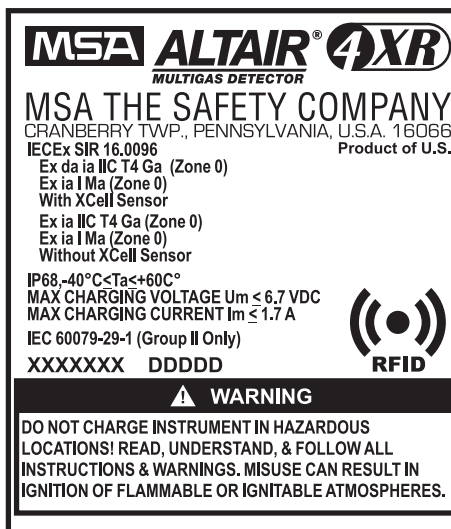 MSA ALTAIR® 4XR
MULTIGAS DETECTOR
MSA THE SAFETY COMPANY
CRANBERRY TWP., PENNSYLVANIA, U.S.A. 16066
IECEx SIR 16.0096 Product of U.S.
Ex da ia IIC T4 Ga (Zone 0)
Ex ia I Ma (Zone 0)
With XCell Sensor
Ex ia IIC T4 Ga (Zone 0)
Ex ia I Ma (Zone 0)
Without XCell Sensor
IP68,-40°C≤Ta≤+60C°
MAX CHARGING VOLTAGE Um ≤ 6.7 VDC
MAX CHARGING CURRENT Im ≤ 1.7 A
IEC 60079-29-1 (Group II Only)
RFID
XXXXXXX DDDDD
WARNING
DO NOT CHARGE INSTRUMENT IN HAZARDOUS
LOCATIONS! READ, UNDERSTAND, & FOLLOW ALL
INSTRUCTIONS & WARNINGS. MISUSE CAN RESULT IN
IGNITION OF FLAMMABLE OR IGNITABLE ATMOSPHERES.